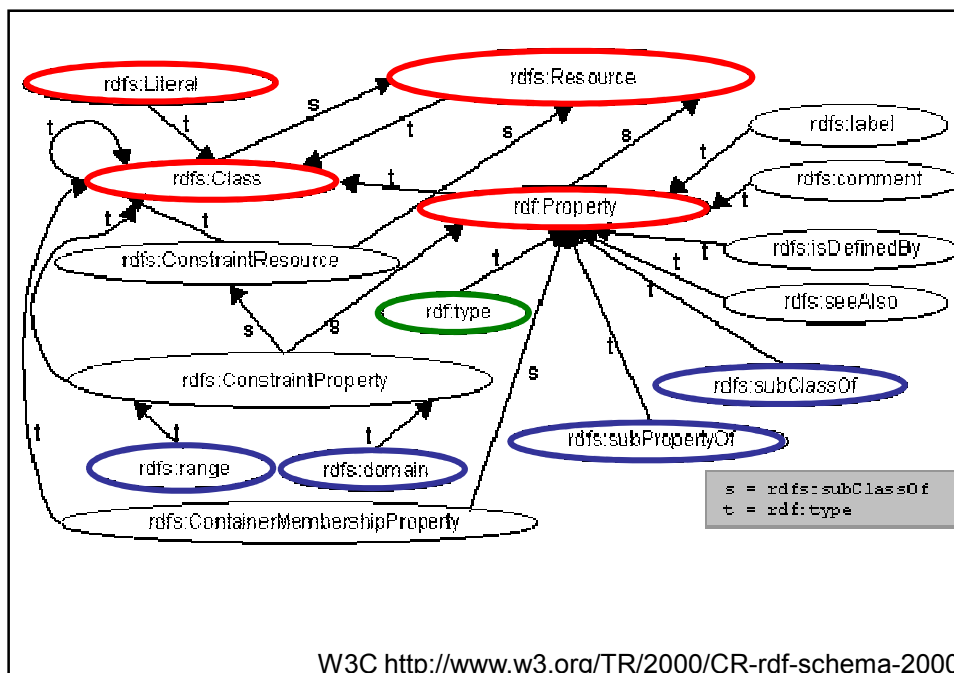 rdfs:Literal
rdfs:Resource
s
t
t
t
s
s
rdfs:label
t
rdfs:Class
t
rdfs:comment
t
rdf:Property
t
t
rdfs:ConstraintResource
t
rdfs:isDefinedBy
t
t
t
rdfs:seeAlso
rdf:type
s
s
t
rdfs:ConstraintProperty
s
rdfs:subClassOf
t
t
t
rdfs:subPropertyOf
rdfs:range
rdfs:domain
s = rdfs:subClassOf
t = rdf:type
rdfs:ContainerMembershipProperty
W3C http://www.w3.org/TR/2000/CR-rdf-schema-2000